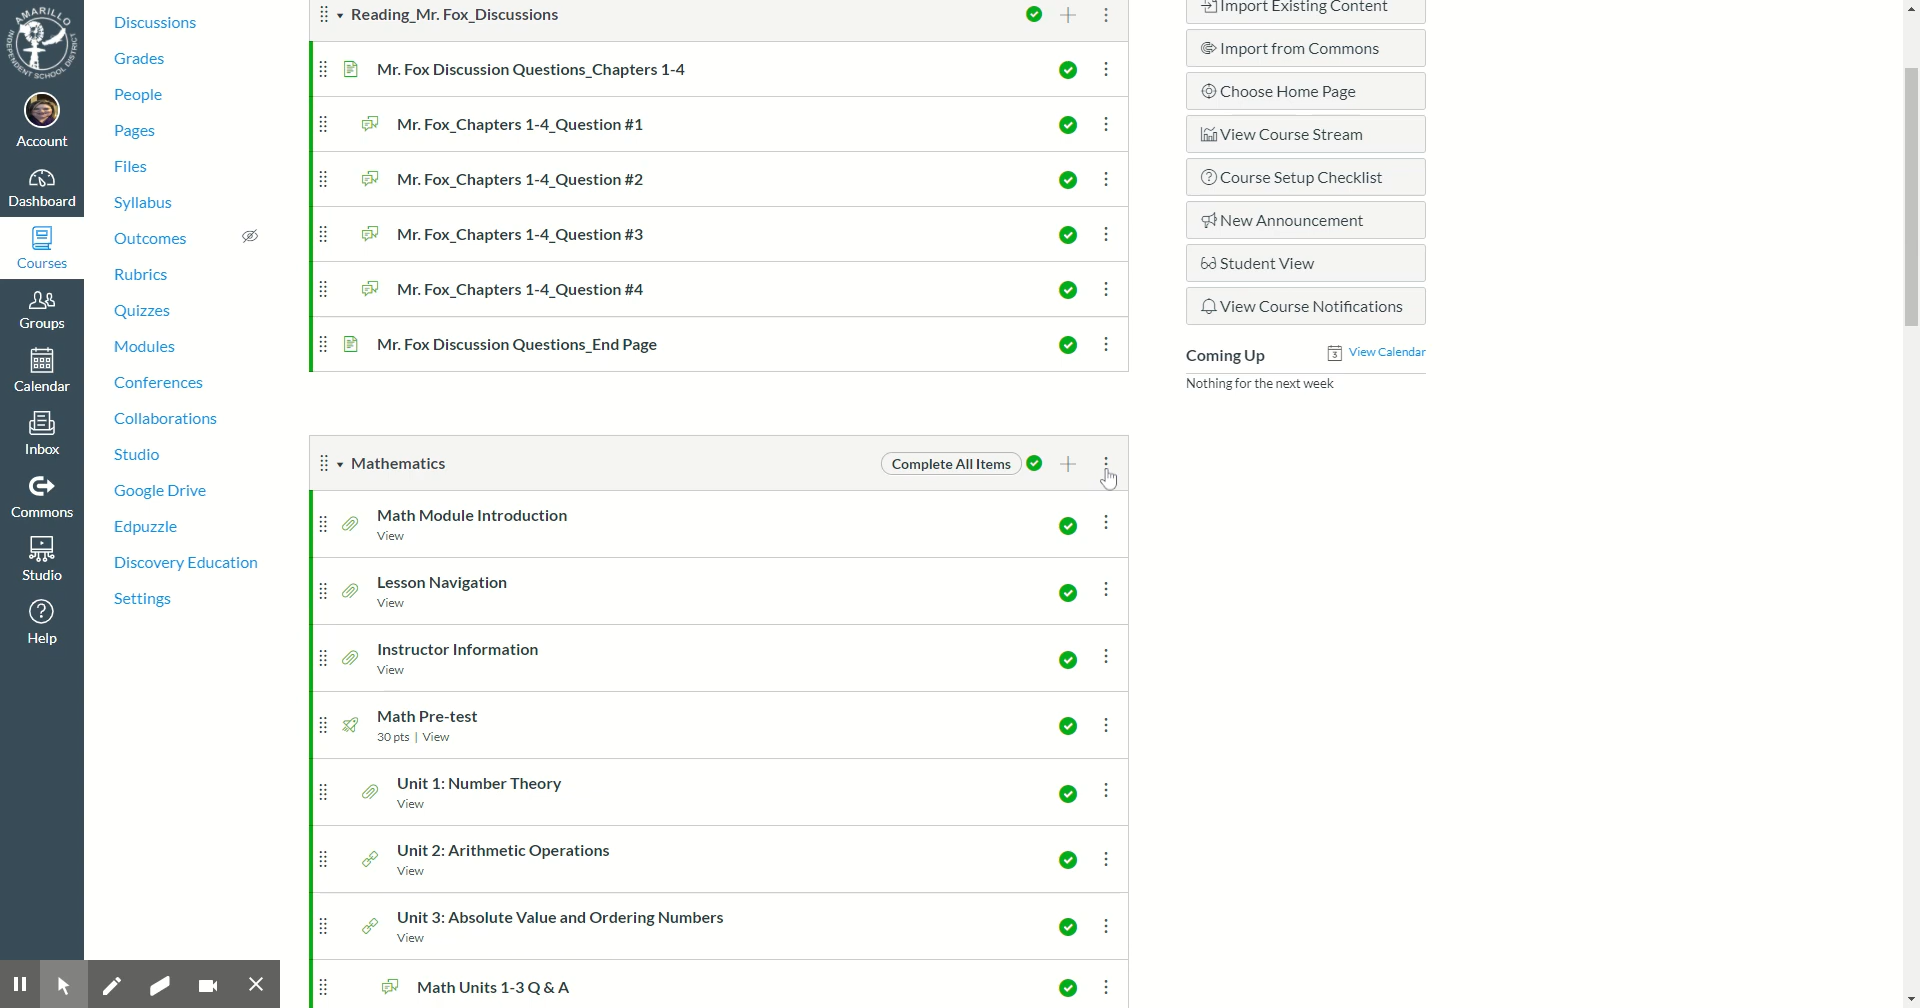 AMARILLO
INDEPENDENT SCHOOL DISTRICT
Account
Dashboard
Courses
Groups
Calendar
Inbox
Commons
Studio
Help
Discussions
Grades
People
Pages
Files
Syllabus
Outcomes
Rubrics
Quizzes
Modules
Conferences
Collaborations
Studio
Google Drive
Edpuzzle
Discovery Education
Settings
Reading_Mr. Fox_Discussions
Mr. Fox Discussion Questions_Chapters 1-4
Mr. Fox_Chapters 1-4_Question #1
Mr. Fox_Chapters 1-4_Question #2
Mr. Fox_Chapters 1-4_Question #3
Mr. Fox_Chapters 1-4_Question #4
Mr. Fox Discussion Questions_End Page
Mathematics Complete All Items
Math Module Introduction
View
Lesson Navigation
View
Instructor Information
View
Math Pre-test
30 pts | View
Unit 1: Number Theory
View
Unit 2: Arithmetic Operations
View
Unit 3: Absolute Value and Ordering Numbers
View
Math Units 1-3 Q & A
Import Existing Content
Import from Commons
Choose Home Page
View Course Stream
Course Setup Checklist
New Announcement
Student View
View Course Notifications
Coming Up 3 View Calendar
Nothing for the next week